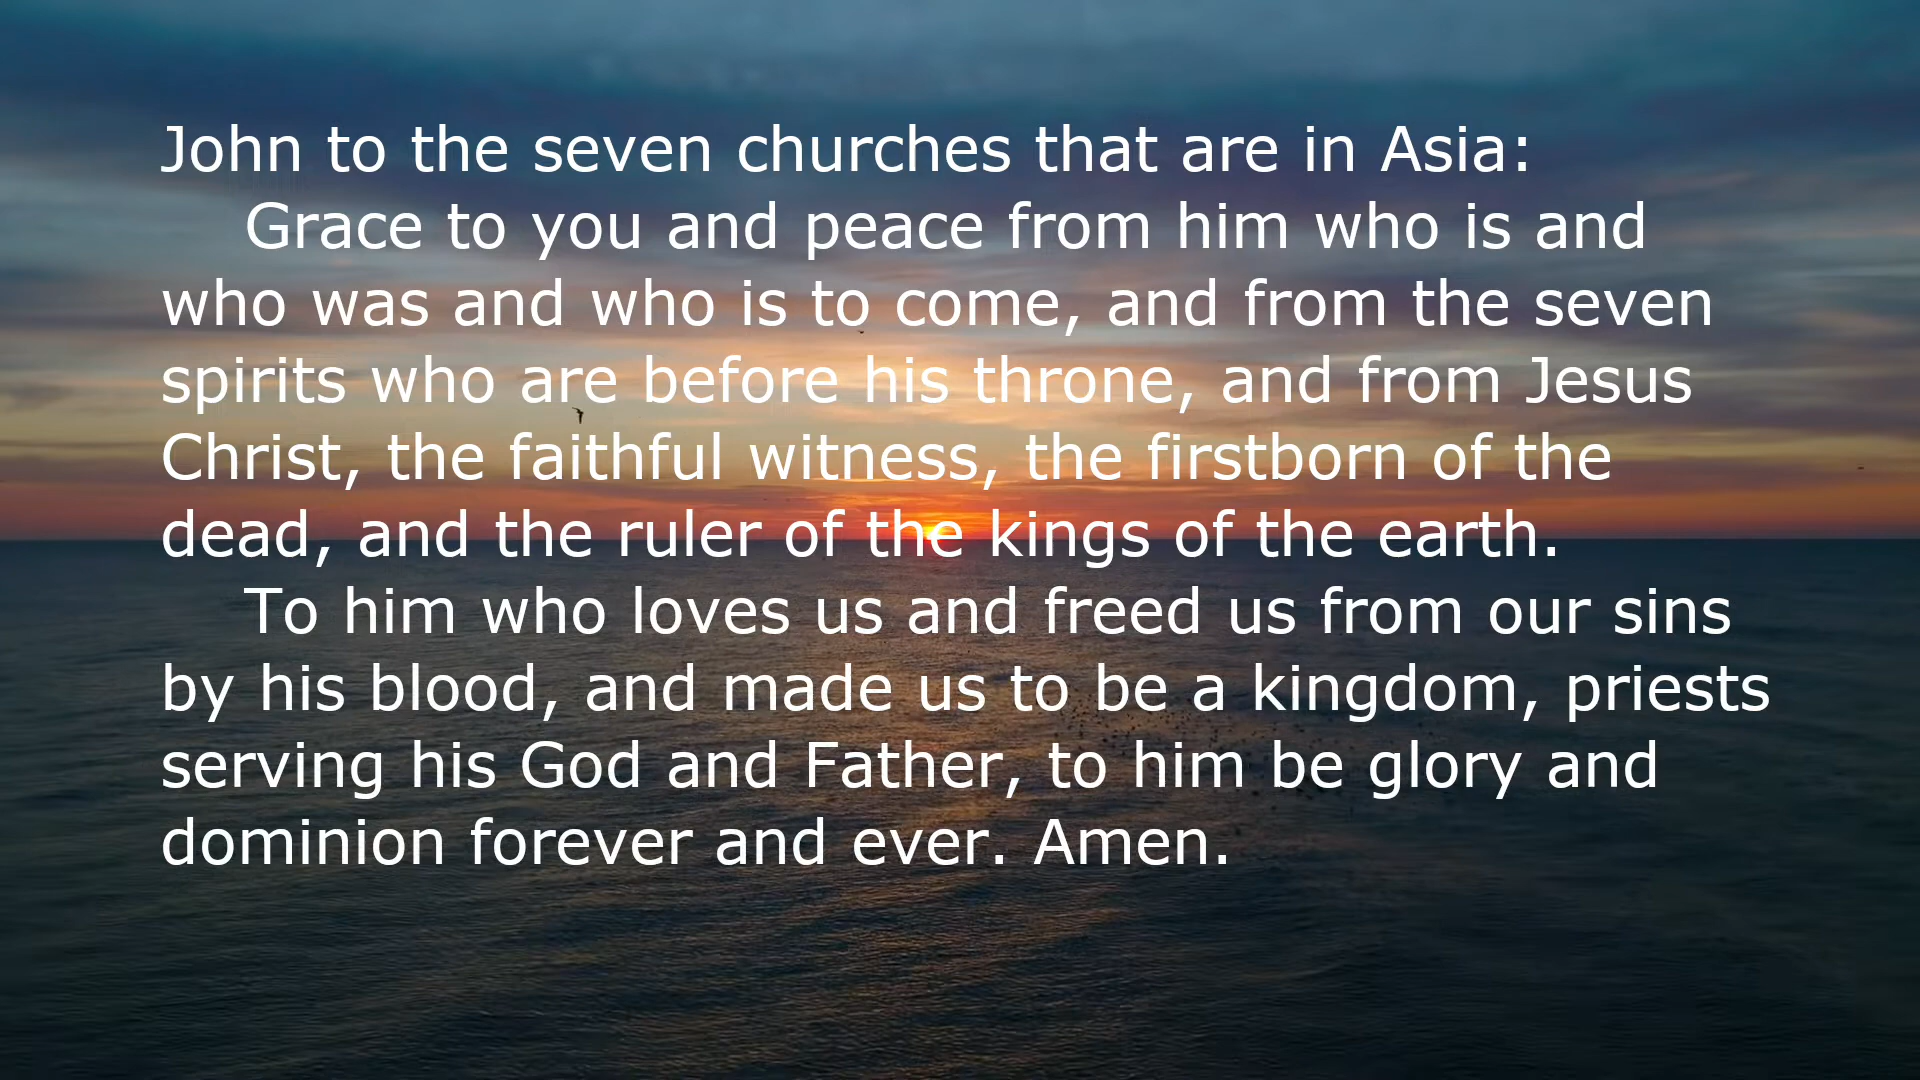 John to the seven churches that are in Asia:
Grace to you and peace from him who is and
who was and who is to come, and from the seven
spirits who are before his throne, and from Jesus
Christ, the faithful witness, the firstborn of the
dead, and the ruler of the kings of the earth.
To him who loves us and freed us from our sins
by his blood, and made us to be a kingdom, priests
serving his God and Father, to him be glory and
dominion forever and ever. Amen.